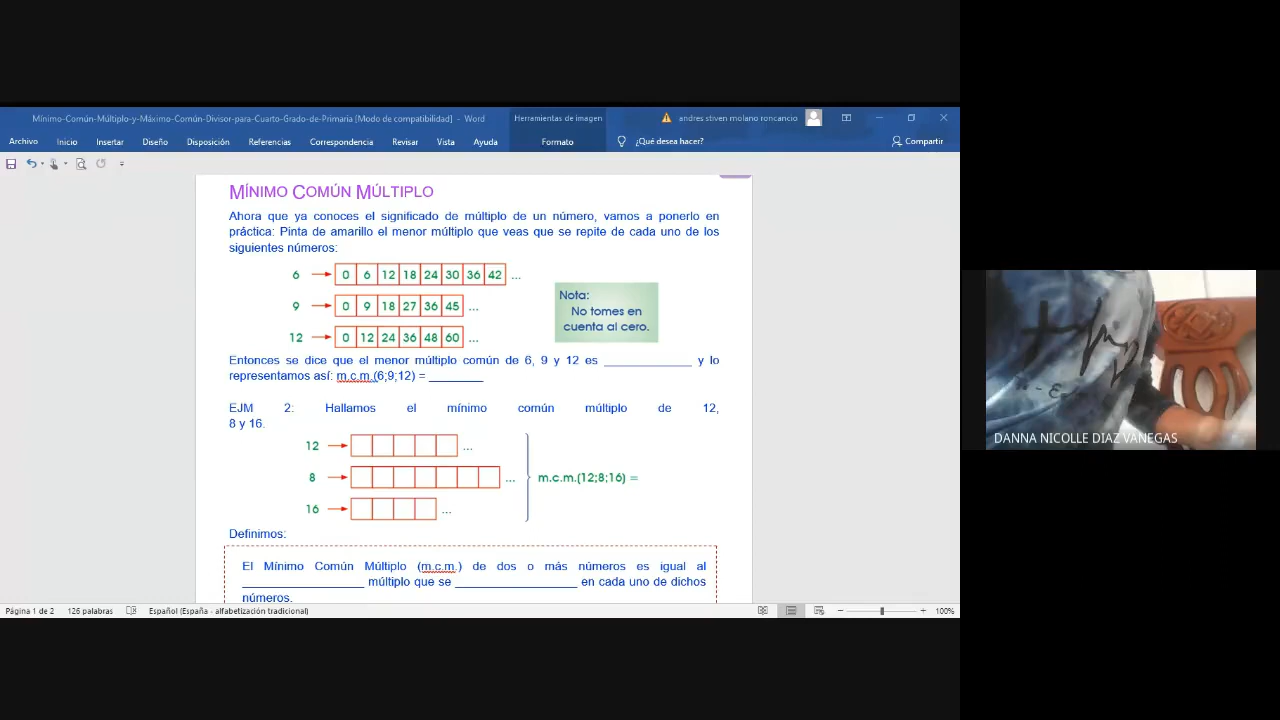 Mínimo-Común-Múltiplo-y-Máximo-Común-Divisor-para-Cuarto-Grado-de-Primaria [Modo de compatibilidad] - Word
Herramientas de imagen
andres stiven molano roncancio
Archivo Inicio Insertar Diseño Disposición Referencias Correspondencia Revisar Vista Ayuda Formato ¿Qué desea hacer? Compartir
MÍNIMO COMÚN MÚLTIPLO
Ahora que ya conoces el significado de múltiplo de un número, vamos a ponerlo en
práctica: Pinta de amarillo el menor múltiplo que veas que se repite de cada uno de los
siguientes números:
6 → 0 6 12 18 24 30 36 42 ...
9 → 0 9 18 27 36 45 ...
12 → 0 12 24 36 48 60 ...
Nota:
No tomes en
cuenta al cero.
Entonces se dice que el menor múltiplo común de 6, 9 y 12 es ____________ y lo
representamos así: m.c.m.(6;9;12) = ________
EJM 2: Hallamos el mínimo común múltiplo de 12,
8 y 16.
12 → ...
8 → ...
16 → ...
m.c.m.(12;8;16) =
Definimos:
El Mínimo Común Múltiplo (m.c.m.) de dos o más números es igual al
________________ múltiplo que se ________________ en cada uno de dichos
números.
Página 1 de 2 126 palabras Español (España - alfabetización tradicional) 100%
DANNA NICOLLE DIAZ VANEGAS